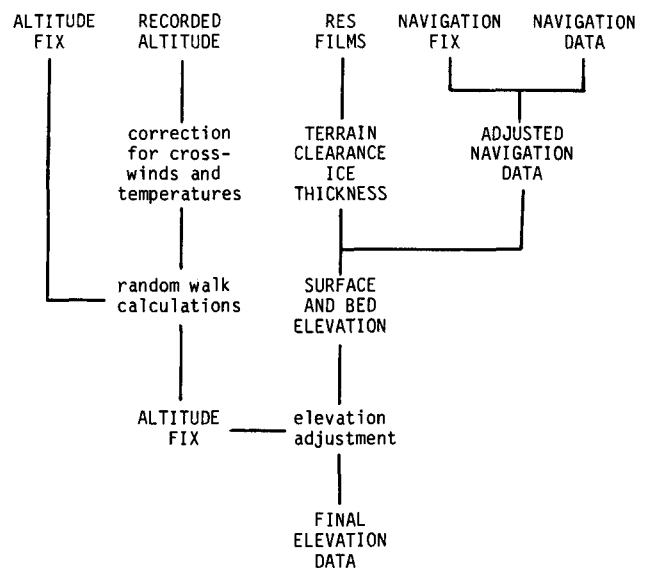 ALTITUDE FIX
RECORDED ALTITUDE
RES FILMS
NAVIGATION FIX
NAVIGATION DATA
correction for cross- winds and temperatures
TERRAIN CLEARANCE ICE THICKNESS
ADJUSTED NAVIGATION DATA
random walk calculations
SURFACE AND BED ELEVATION
ALTITUDE FIX
elevation adjustment
FINAL ELEVATION DATA